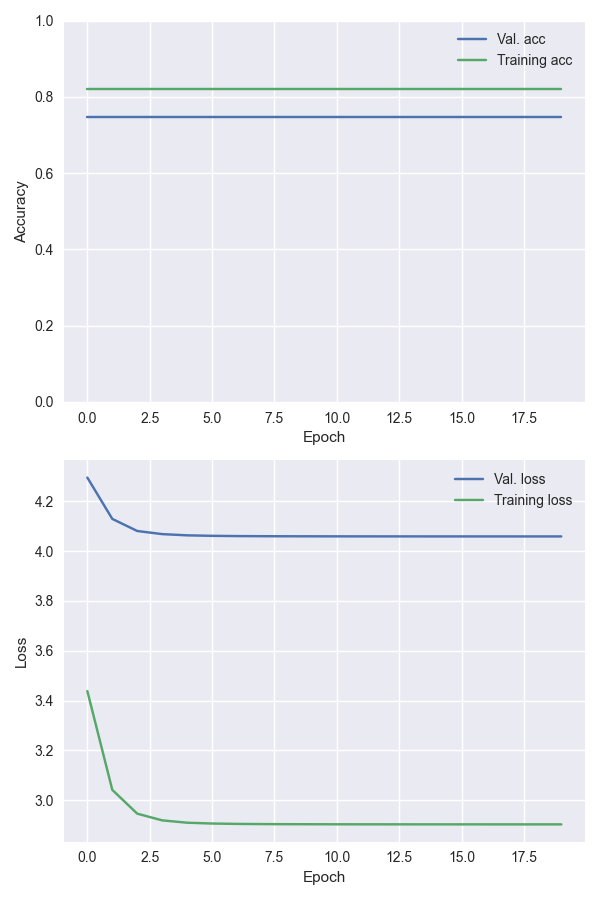 1.0
Val. acc
Training acc
0.8
0.6
Accuracy
0.4
0.2
0.0
0.0 2.5 5.0 7.5 10.0 12.5 15.0 17.5
Epoch
Val. loss
Training loss
4.2
4.0
3.8
3.6
Loss
3.4
3.2
3.0
0.0 2.5 5.0 7.5 10.0 12.5 15.0 17.5
Epoch